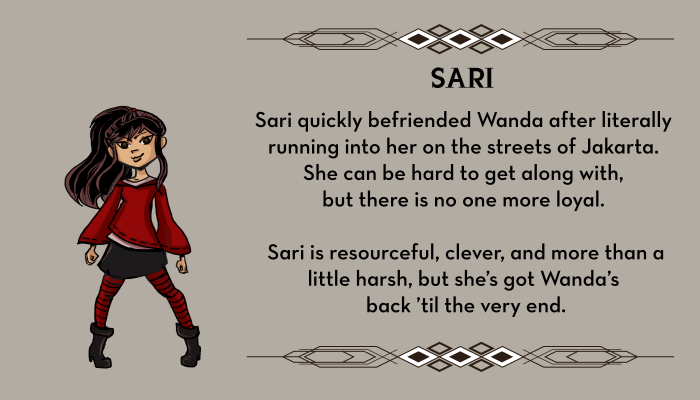 SARI
Sari quickly befriended Wanda after literally
running into her on the streets of Jakarta.
She can be hard to get along with,
but there is no one more loyal.
Sari is resourceful, clever, and more than a
little harsh, but she’s got Wanda’s
back ’til the very end.